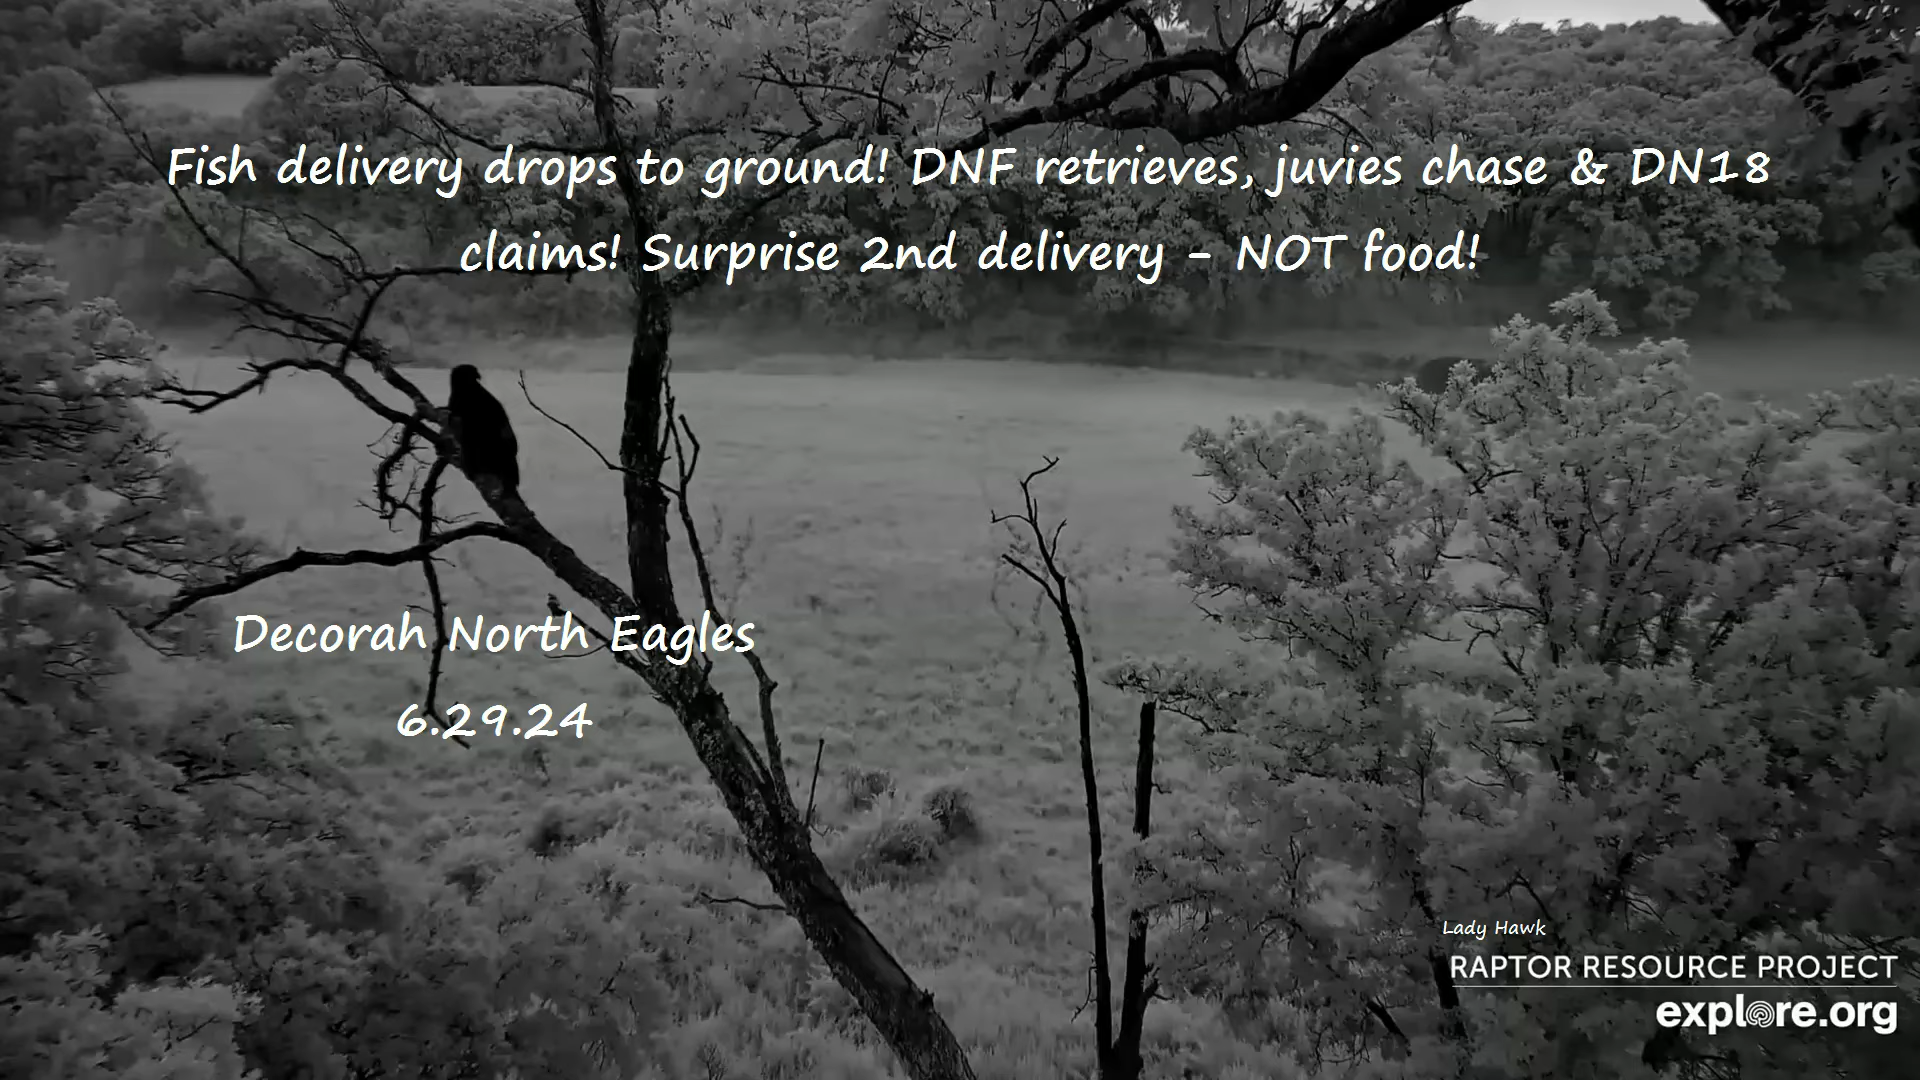 Fish delivery drops to ground! DNF retrieves, juvies chase & DN18
claims! Surprise 2nd delivery - NOT food!
Decorah North Eagles
6.29.24
Lady Hawk
RAPTOR RESOURCE PROJECT
explore.org